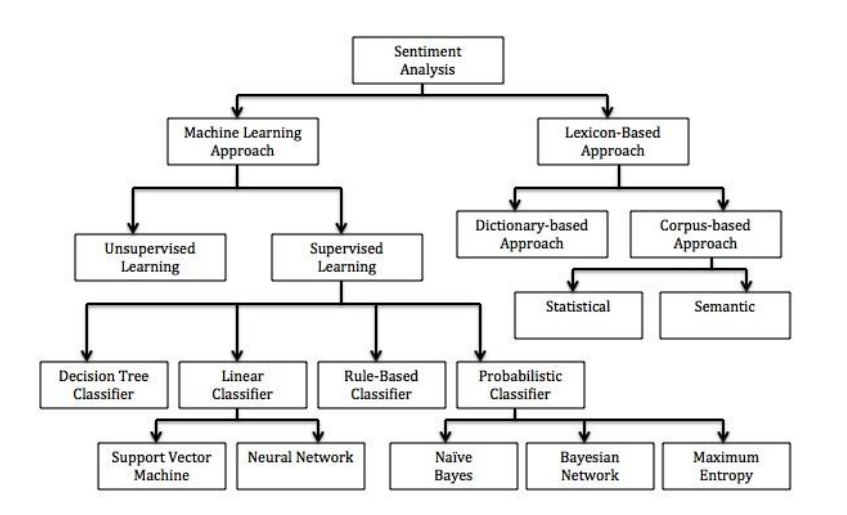 Sentiment
Analysis
Machine Learning
Approach
Lexicon-Based
Approach
Unsupervised
Learning
Supervised
Learning
Dictionary-based
Approach
Corpus-based
Approach
Statistical
Semantic
Decision Tree
Classifier
Linear
Classifier
Rule-Based
Classifier
Probabilistic
Classifier
Support Vector
Machine
Neural Network
Naïve
Bayes
Bayesian
Network
Maximum
Entropy